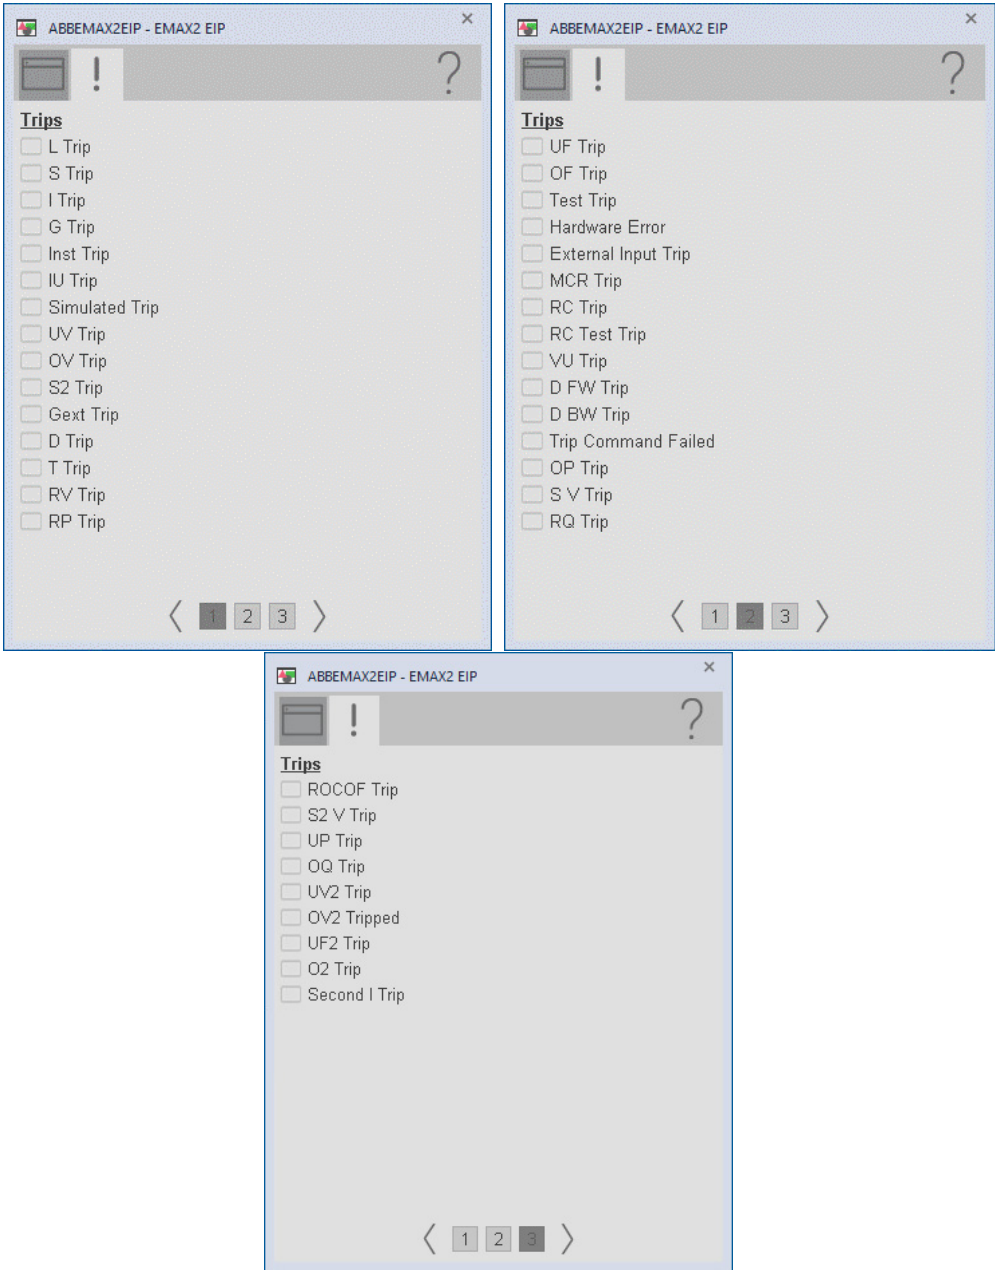 ABBEMAX2EIP - EMAX2 EIP
!
?
Trips
L Trip
S Trip
I Trip
G Trip
Inst Trip
IU Trip
Simulated Trip
UV Trip
OV Trip
S2 Trip
Gext Trip
D Trip
T Trip
RV Trip
RP Trip
1 2 3
ABBEMAX2EIP - EMAX2 EIP
!
?
Trips
UF Trip
OF Trip
Test Trip
Hardware Error
External Input Trip
MCR Trip
RC Trip
RC Test Trip
VU Trip
D FW Trip
D BW Trip
Trip Command Failed
OP Trip
S V Trip
RQ Trip
1 2 3
ABBEMAX2EIP - EMAX2 EIP
!
?
Trips
ROCOF Trip
S2 V Trip
UP Trip
OQ Trip
UV2 Trip
OV2 Tripped
UF2 Trip
O2 Trip
Second I Trip
1 2 3